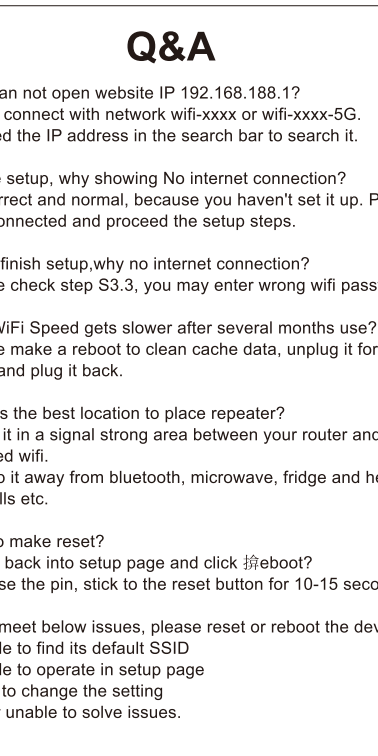 Q&A
an not open website IP 192.168.188.1?
connect with network wifi-xxxx or wifi-xxxx-5G.
ed the IP address in the search bar to search it.
e setup, why showing No internet connection?
rrect and normal, because you haven't set it up. P
onnected and proceed the setup steps.
finish setup,why no internet connection?
e check step S3.3, you may enter wrong wifi pass
WiFi Speed gets slower after several months use?
e make a reboot to clean cache data, unplug it for
and plug it back.
s the best location to place repeater?
it in a signal strong area between your router and
ed wifi.
p it away from bluetooth, microwave, fridge and he
lls etc.
o make reset?
back into setup page and click 揜eboot?
se the pin, stick to the reset button for 10-15 seco
meet below issues, please reset or reboot the dev
le to find its default SSID
le to operate in setup page
to change the setting
r unable to solve issues.